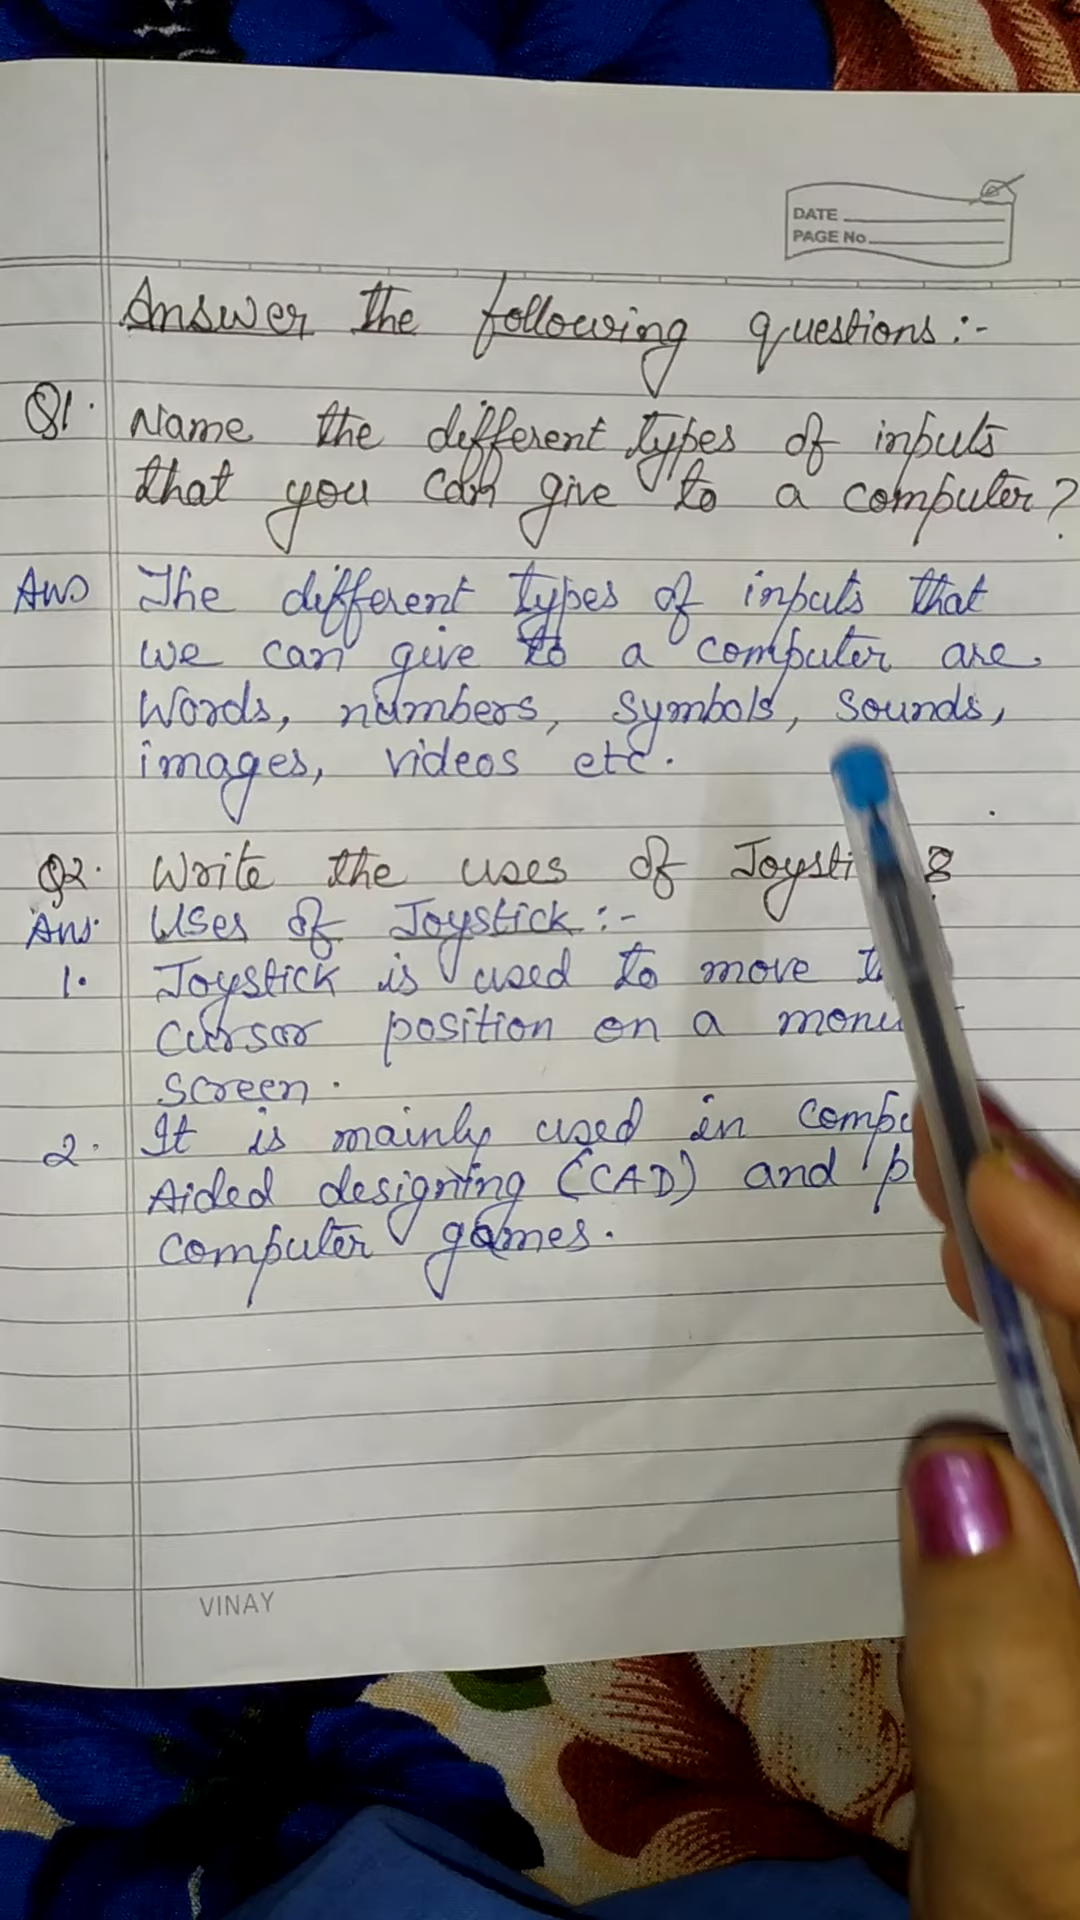 DATE
PAGE No
Answer the following questions:-
Q1. Name the different types of inputs
that you can give to a computer?
Ans The different types of inputs that
we can give to a computer are
words, numbers, symbols, sounds,
images, videos etc.
Q2. Write the uses of
Ans. Uses of Joystick:-
1. Joystick is used to move
cursor position on a
screen.
2. It is mainly used in
Aided designing (CAD) and
computer games.
VINAY